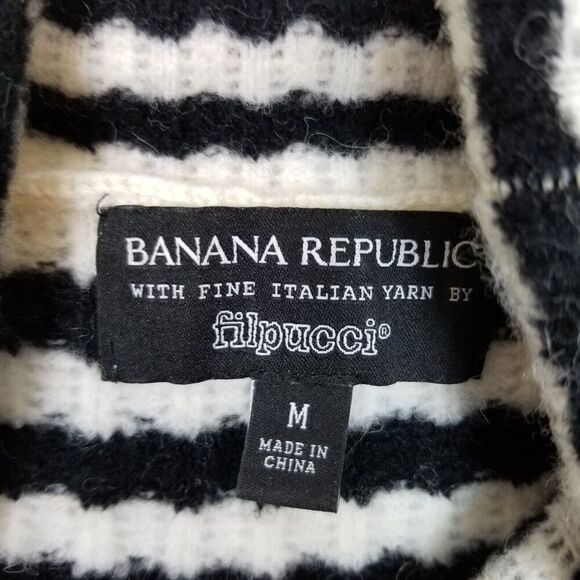 BANANA REPUBLIC
WITH FINE ITALIAN YARN BY
filpucci®
M
MADE IN
CHINA